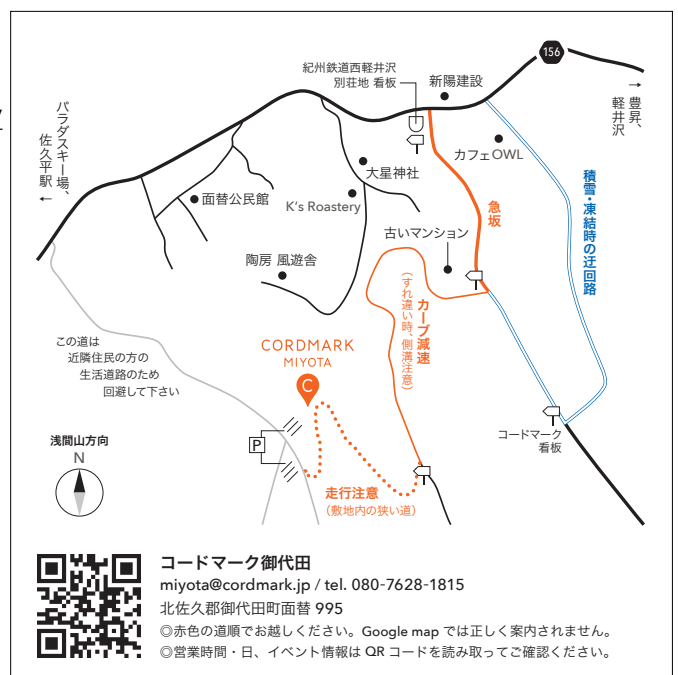 156
紀州鉄道西軽井沢
別荘地 看板
新陽建設
→
豊昇、
軽井沢
パラダスキー場、
佐久平駅
←
大星神社
カフェOWL
面替公民館
K's Roastery
急坂
積雪・凍結時の迂回路
古いマンション
陶房 風遊舎
カーブ減速
（すれ違い時、側溝注意）
この道は
近隣住民の方の
生活道路のため
回避して下さい
CORDMARK
MIYOTA
C
コードマーク
看板
P
浅間山方向
N
走行注意
（敷地内の狭い道）
コードマーク御代田
miyota@cordmark.jp / tel. 080-7628-1815
北佐久郡御代田町面替 995
◎赤色の道順でお越しください。Google map では正しく案内されません。
◎営業時間・日、イベント情報は QR コードを読み取ってご確認ください。